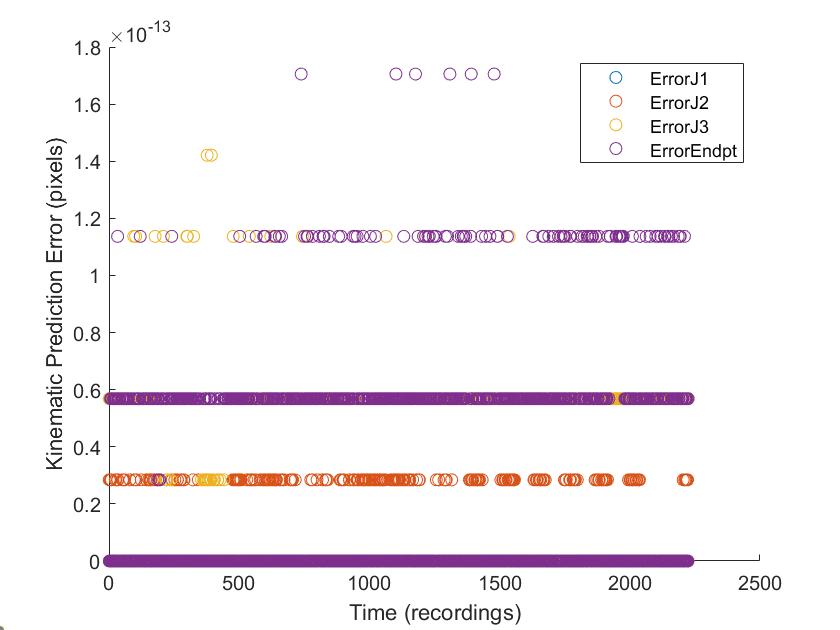 ×10⁻¹³
1.8
1.6
1.4
1.2
1
0.8
0.6
0.4
0.2
0
Kinematic Prediction Error (pixels)
ErrorJ1
ErrorJ2
ErrorJ3
ErrorEndpt
0 500 1000 1500 2000 2500
Time (recordings)